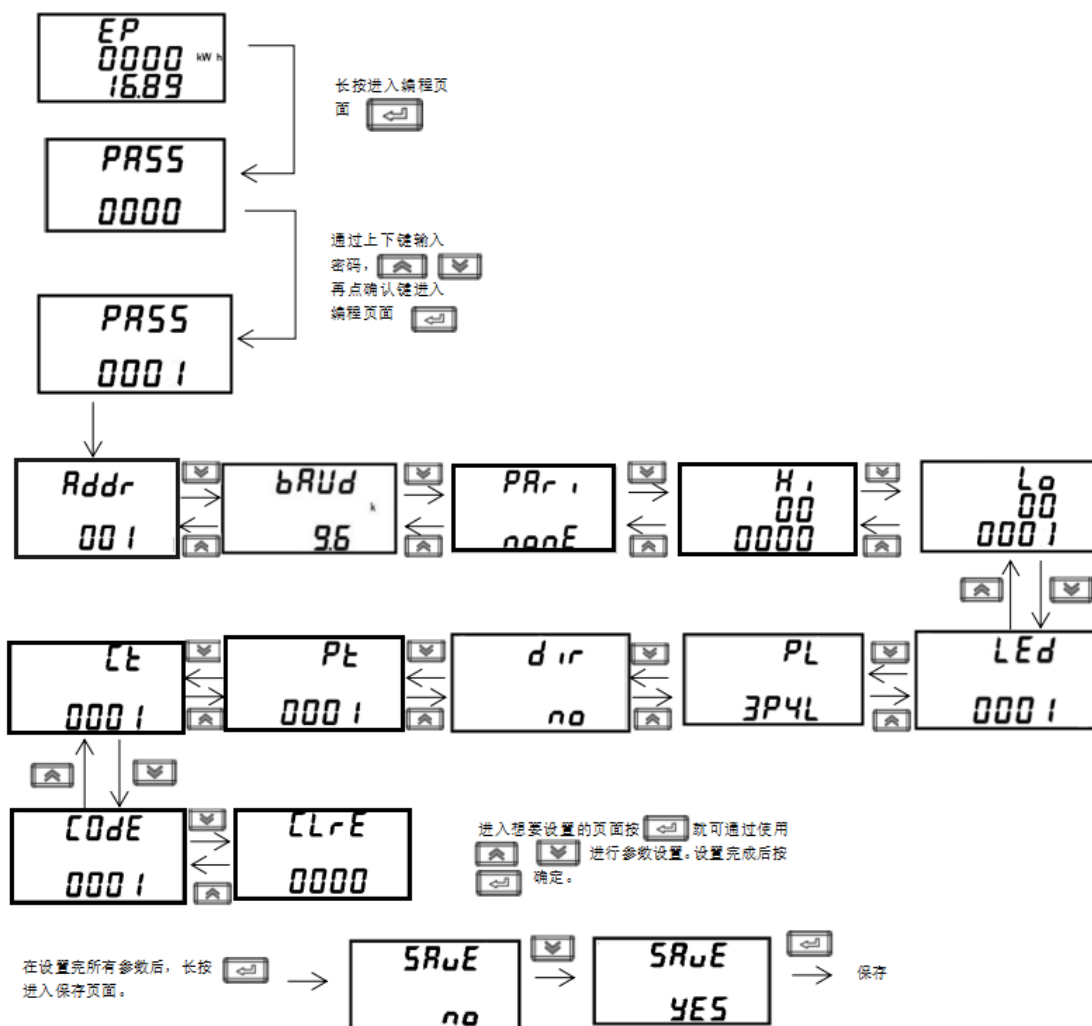 EP
0000 kW h
16.89
长按进入编程页
面
PASS
0000
通过上下键输入
密码，
再点确认键进入
编程页面
PASS
0001
Addr
001
bAUd
k
9.6
PAri
nonE
Hi
00
0000
Lo
00
0001
Ct
0001
Pt
0001
dir
no
PL
3P4L
LEd
0001
COdE
0001
CLrE
0000
进入想要设置的页面按 就可通过使用
进行参数设置。设置完成后按
确定。
在设置完所有参数后，长按
进入保存页面。
SAvE
no
SAvE
YES
保存